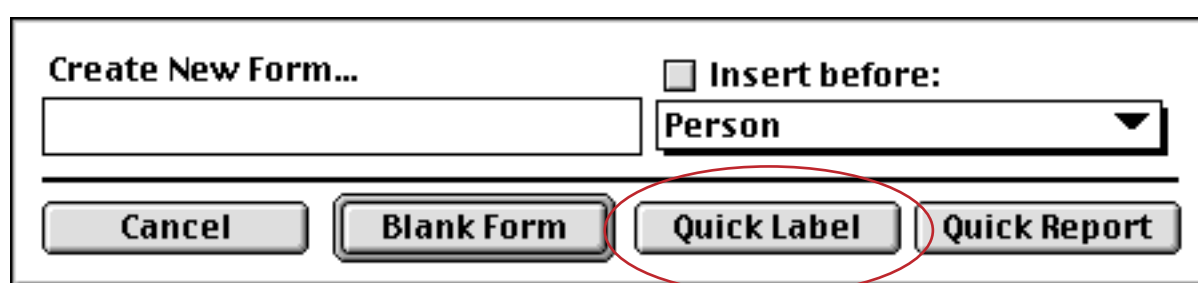 Create New Form...
Insert before:
Person
Cancel
Blank Form
Quick Label
Quick Report